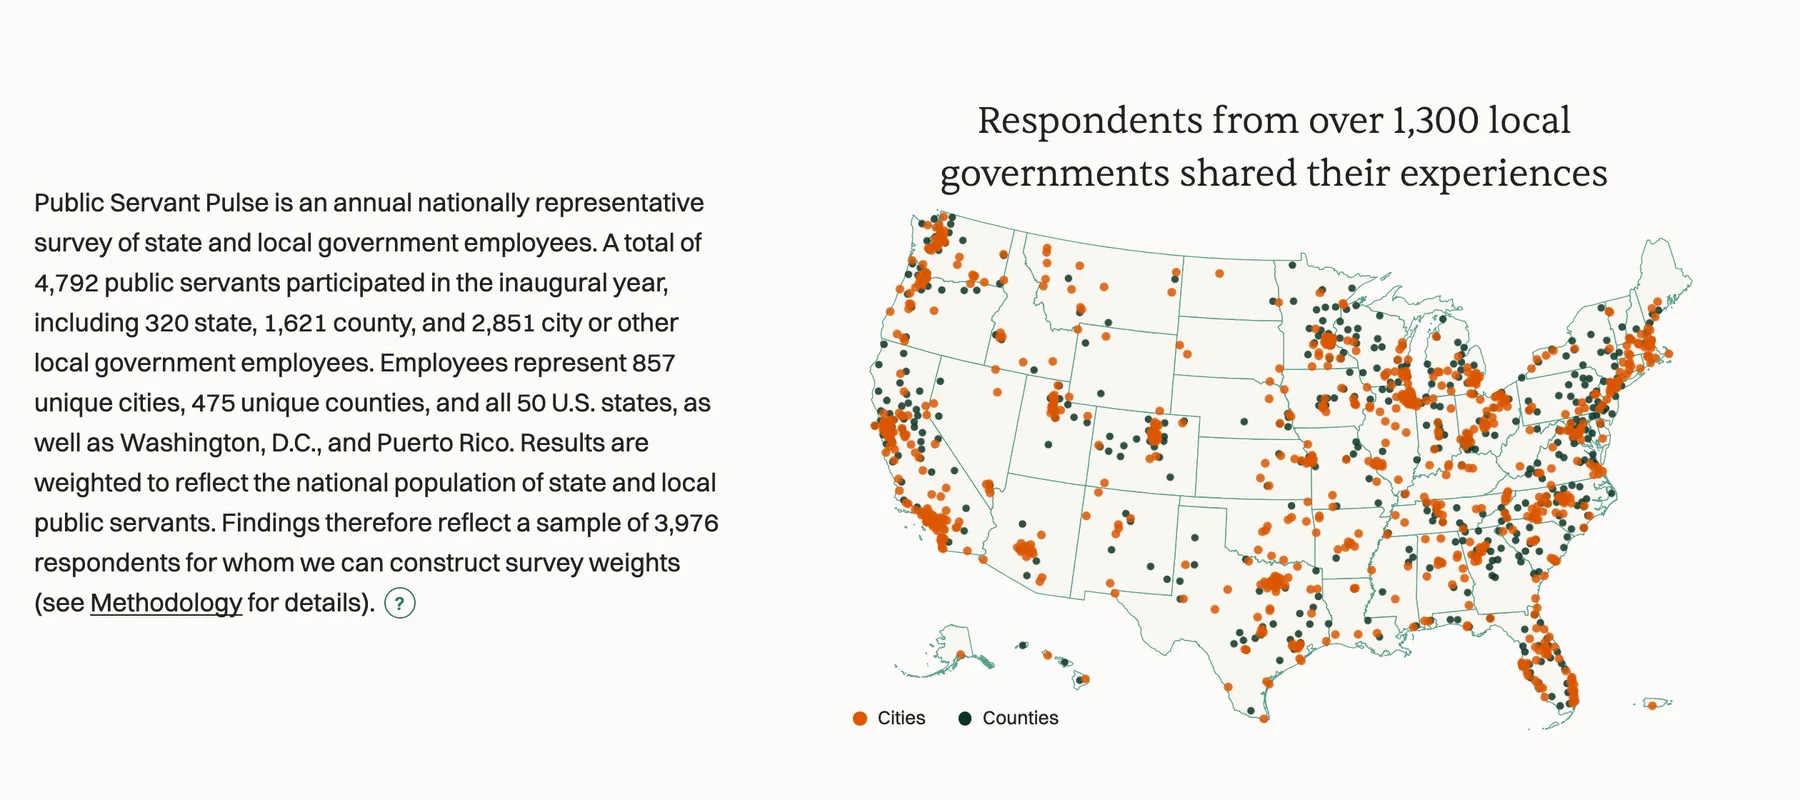 Public Servant Pulse is an annual nationally representative
survey of state and local government employees. A total of
4,792 public servants participated in the inaugural year,
including 320 state, 1,621 county, and 2,851 city or other
local government employees. Employees represent 857
unique cities, 475 unique counties, and all 50 U.S. states, as
well as Washington, D.C., and Puerto Rico. Results are
weighted to reflect the national population of state and local
public servants. Findings therefore reflect a sample of 3,976
respondents for whom we can construct survey weights
(see Methodology for details). ?
Respondents from over 1,300 local
governments shared their experiences
Cities
Counties